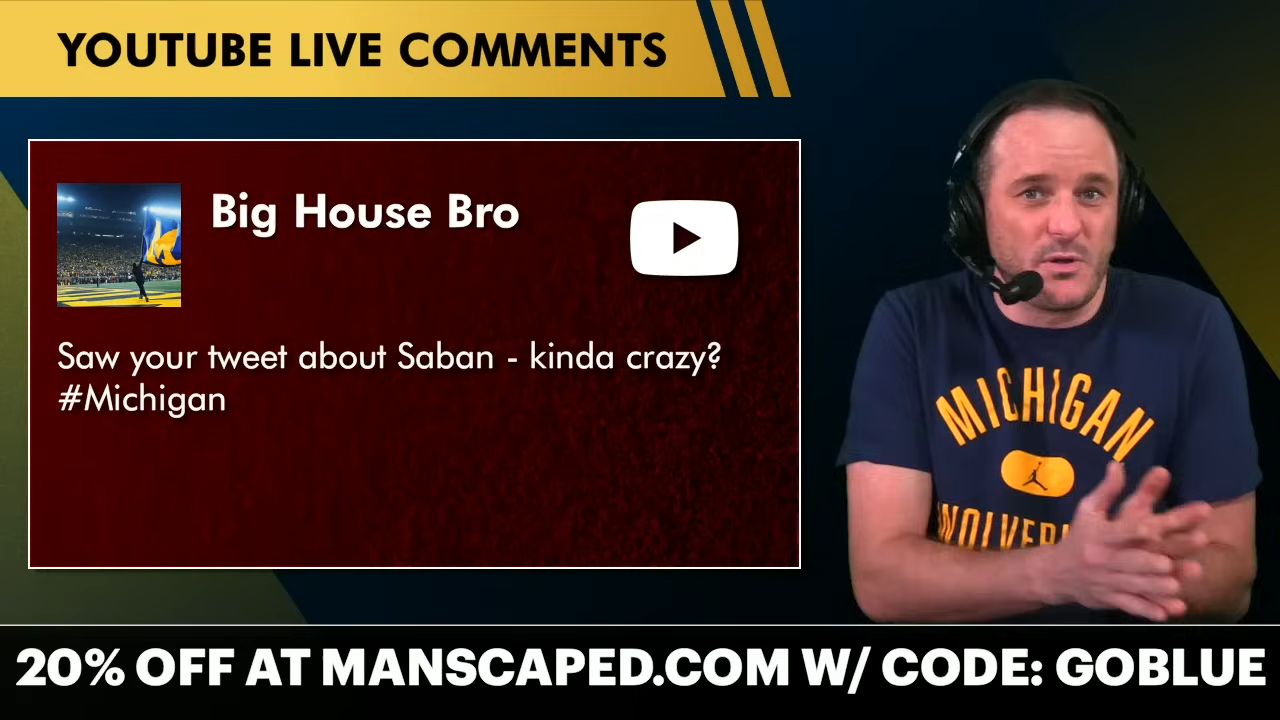 YOUTUBE LIVE COMMENTS
Big House Bro
Saw your tweet about Saban - kinda crazy?
#Michigan
MICHIGAN
20% OFF AT MANSCAPED.COM W/ CODE: GOBLUE